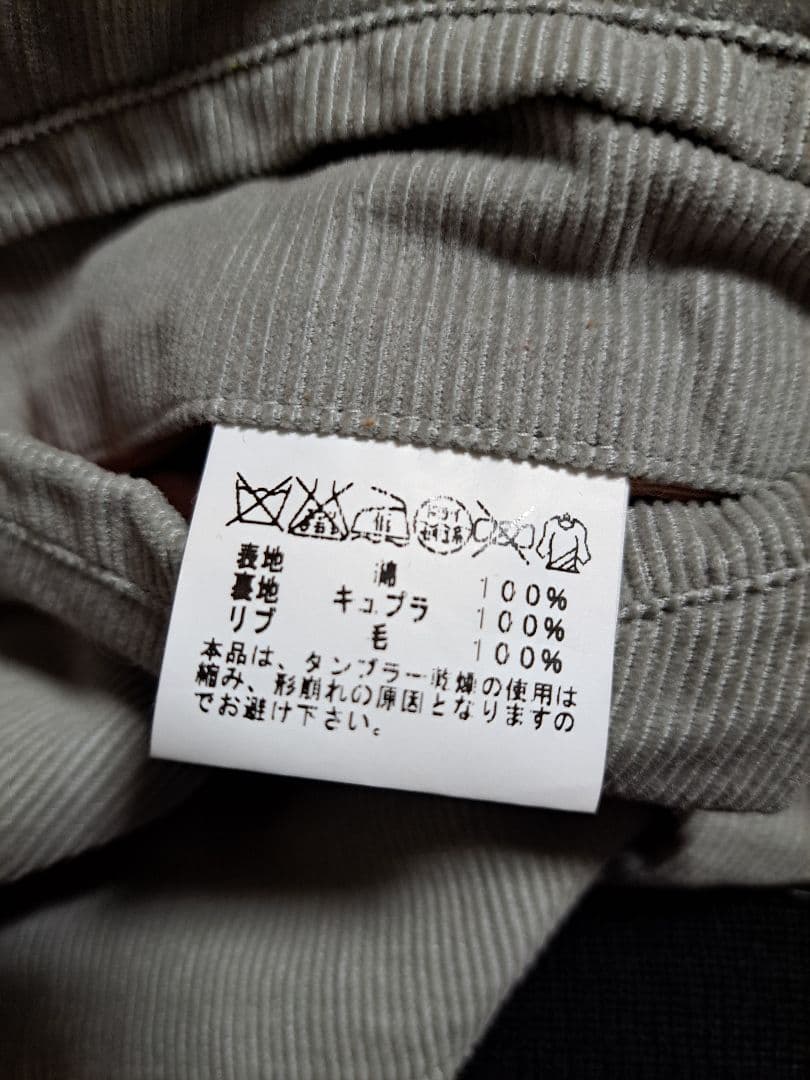 ドライ
表地 綿 100%
裏地 キュプラ 100%
リブ 毛 100%
本品は、タンブラー乾燥の使用は
縮み、形崩れの原因となりますの
でお避け下さい。